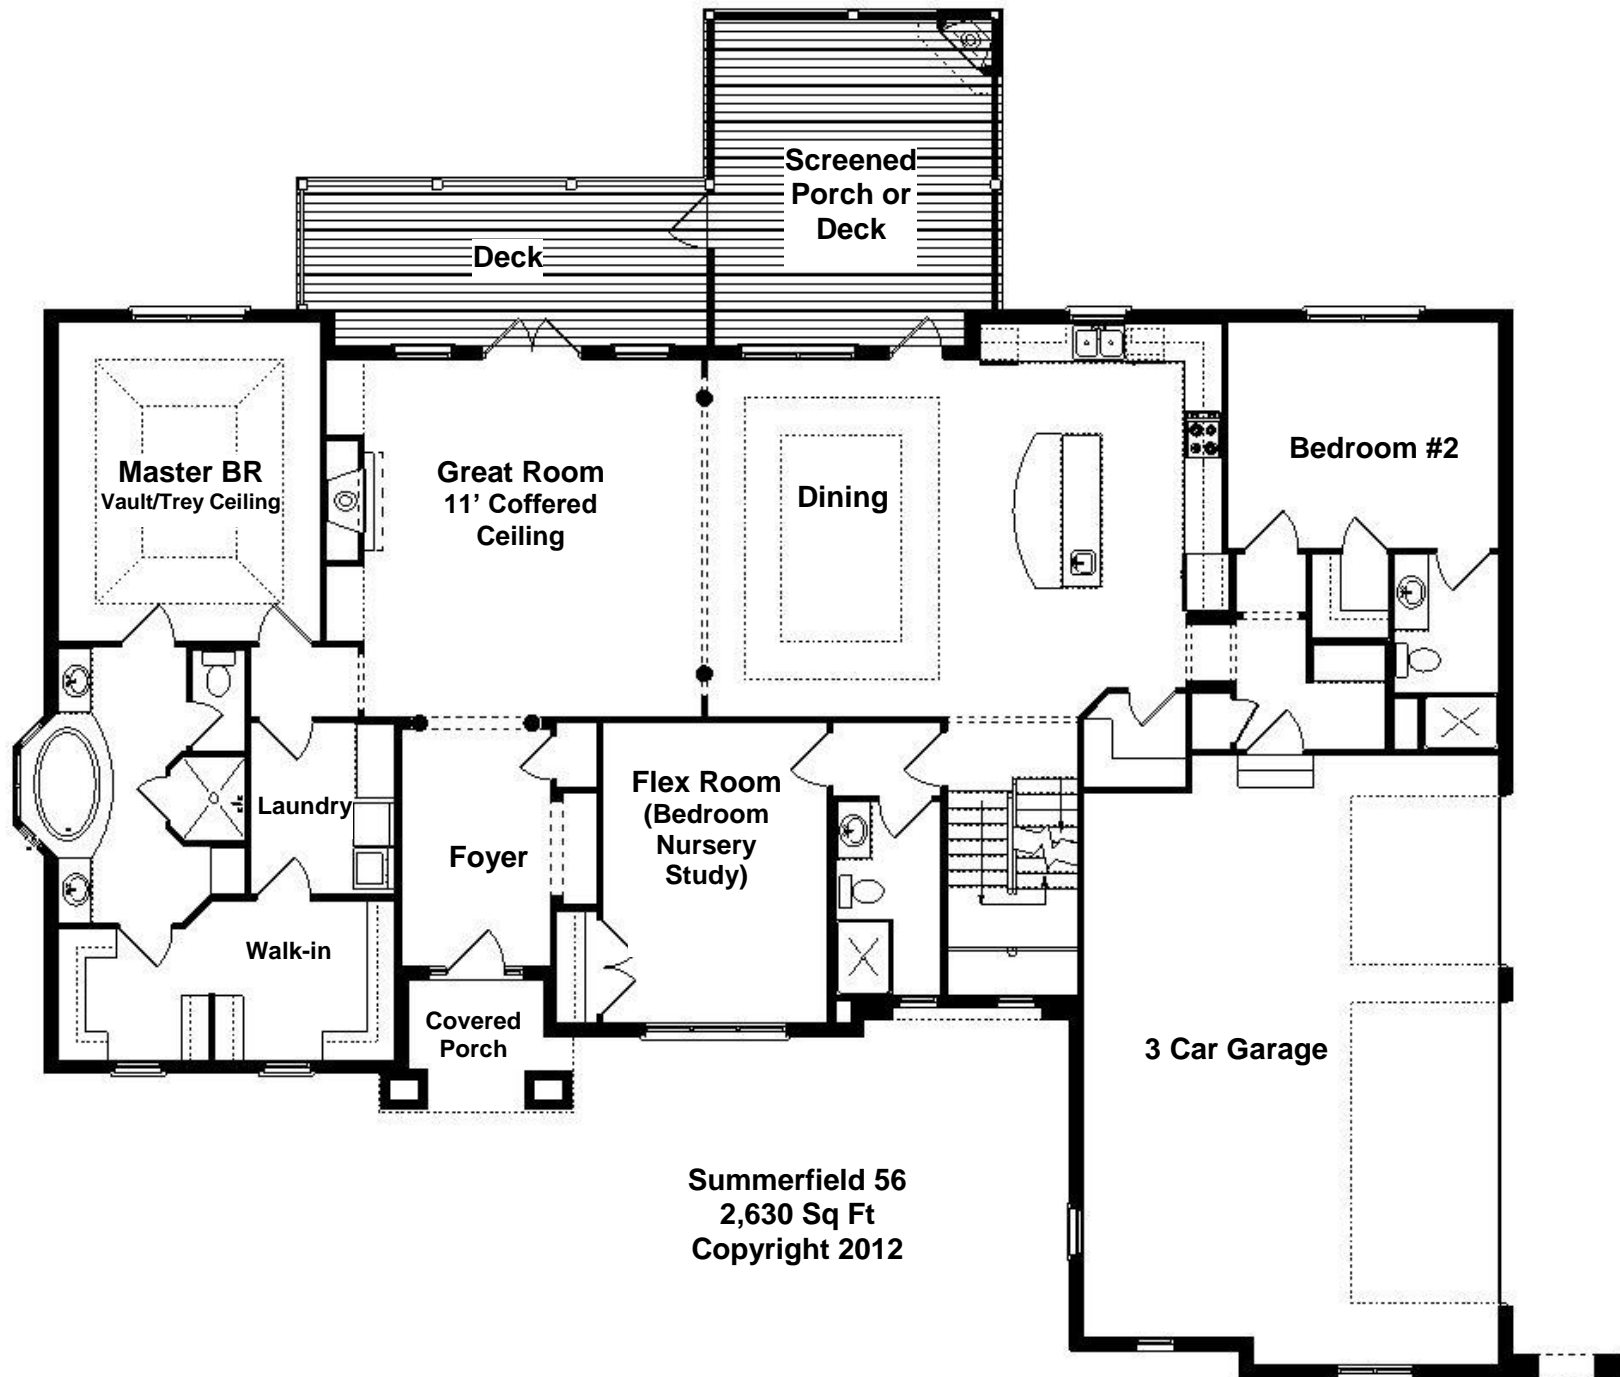 Screened
Porch or
Deck
Deck
Master BR
Vault/Trey Ceiling
Great Room
11’ Coffered
Ceiling
Dining
Bedroom #2
Laundry
Foyer
Flex Room
(Bedroom
Nursery
Study)
Walk-in
Covered
Porch
3 Car Garage
Summerfield 56
2,630 Sq Ft
Copyright 2012